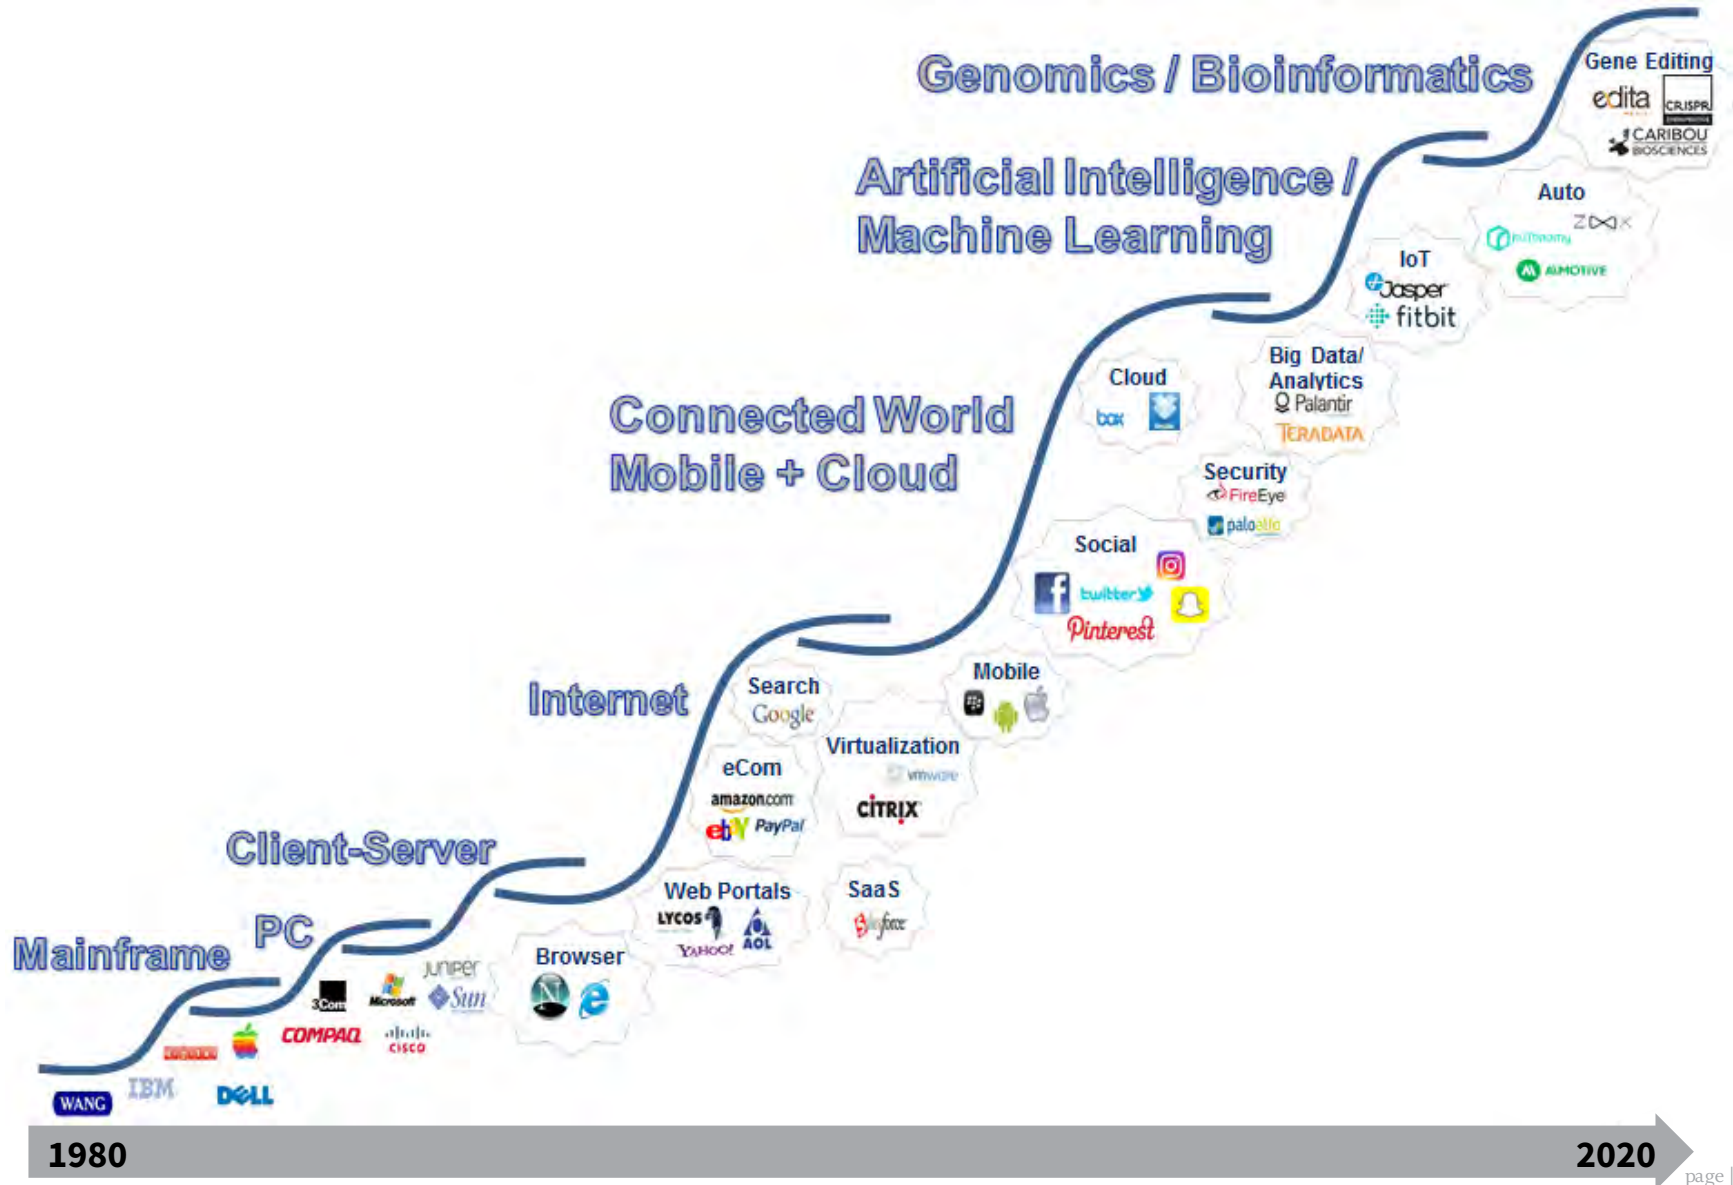 Genomics / Bioinformatics
Gene Editing
edita
CRISPR
CARIBOU
BIOSCIENCES
Artificial Intelligence /
Machine Learning
Auto
ZOOX
nuTonomy
AIMOTIVE
IoT
Jasper
fitbit
Connected World
Mobile + Cloud
Cloud
box
Big Data/
Analytics
Palantir
TERADATA
Security
FireEye
paloalto
Social
f
twitter
Pinterest
Internet
Search
Google
Mobile
Virtualization
vmware
CITRIX
eCom
amazon.com
ebY PayPal
Client-Server
Web Portals
LYCOS
YAHOO!
AOL
SaaS
force
PC
Mainframe
Browser
N
e
JUNIPEr
3Com
Microsoft
Sun
COMPAQ
cisco
WANG
IBM
DELL
1980
2020
page |